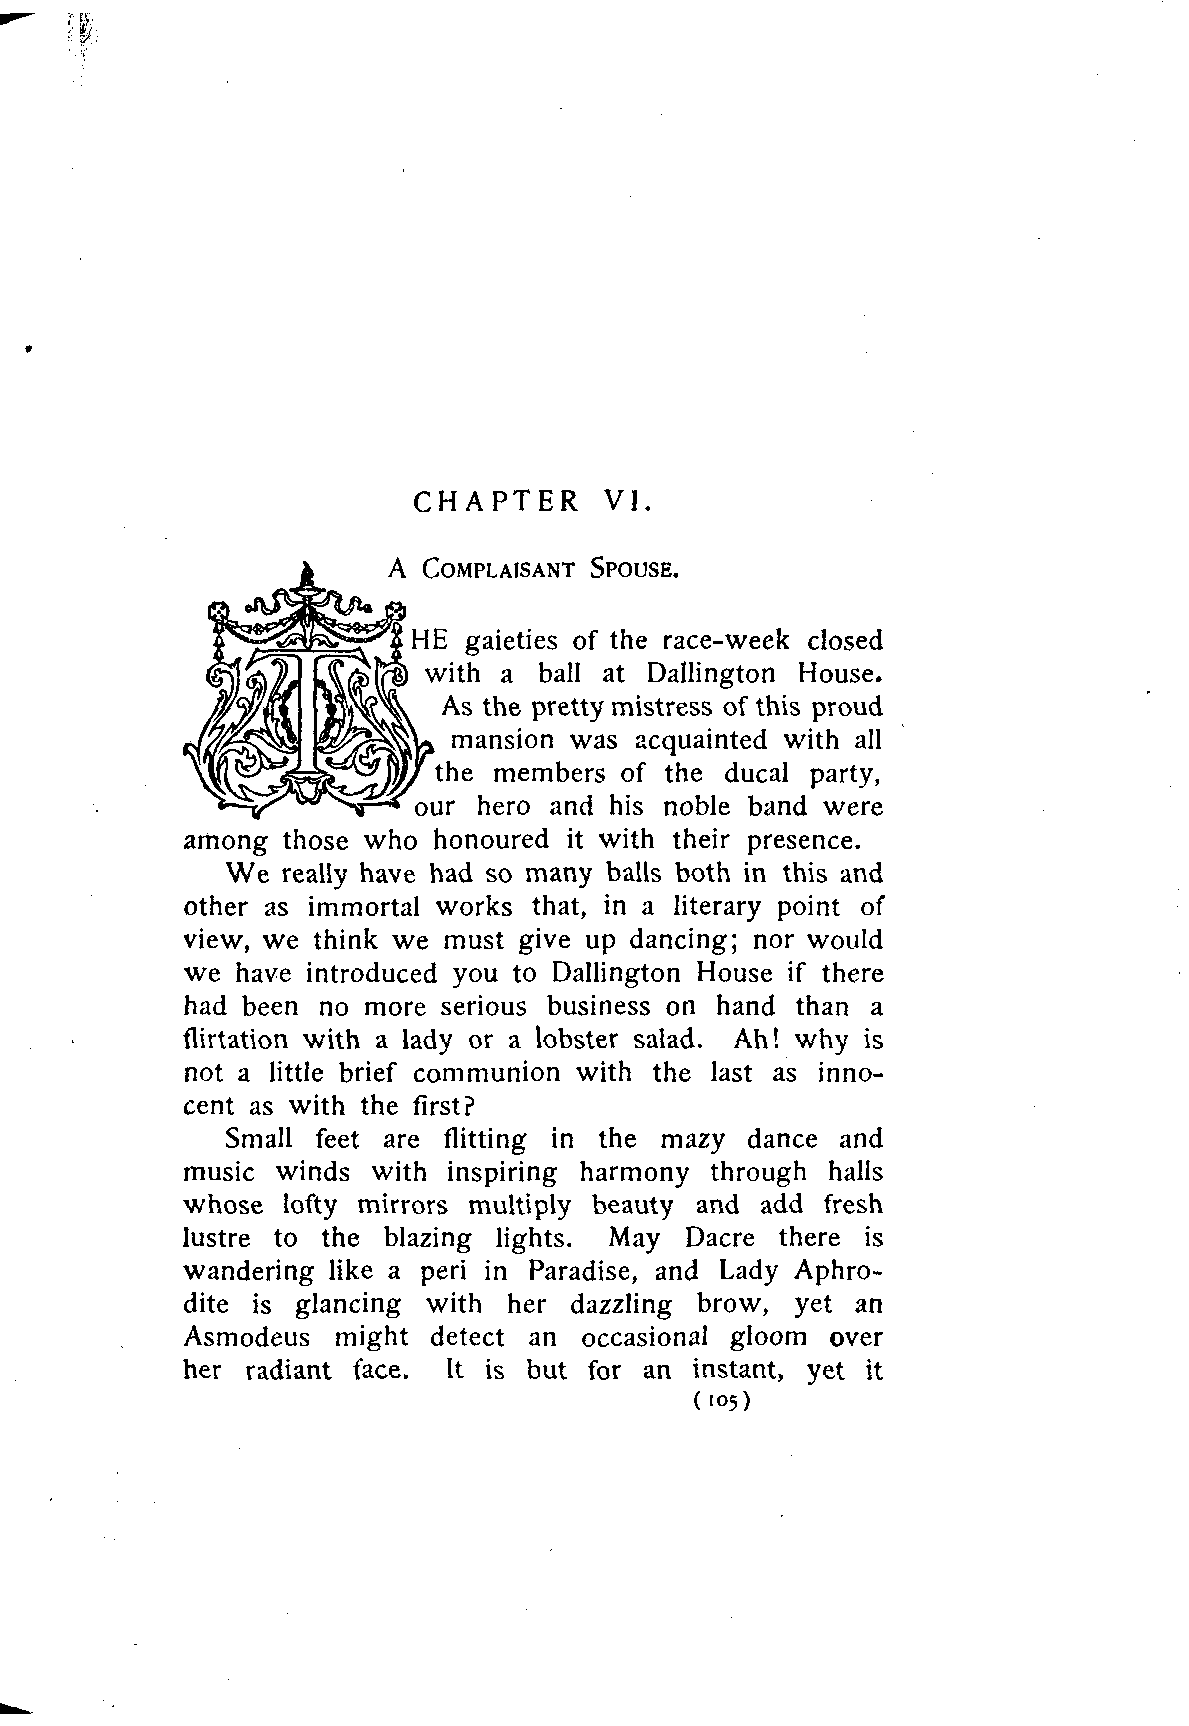 CHAPTER VI.
A COMPLAISANT SPOUSE.
THE gaieties of the race-week closed
with a ball at Dallington House.
As the pretty mistress of this proud
mansion was acquainted with all
the members of the ducal party,
our hero and his noble band were
among those who honoured it with their presence.
We really have had so many balls both in this and
other as immortal works that, in a literary point of
view, we think we must give up dancing; nor would
we have introduced you to Dallington House if there
had been no more serious business on hand than a
flirtation with a lady or a lobster salad. Ah! why is
not a little brief communion with the last as inno-
cent as with the first?
Small feet are flitting in the mazy dance and
music winds with inspiring harmony through halls
whose lofty mirrors multiply beauty and add fresh
lustre to the blazing lights. May Dacre there is
wandering like a peri in Paradise, and Lady Aphro-
dite is glancing with her dazzling brow, yet an
Asmodeus might detect an occasional gloom over
her radiant face. It is but for an instant, yet it
(105)